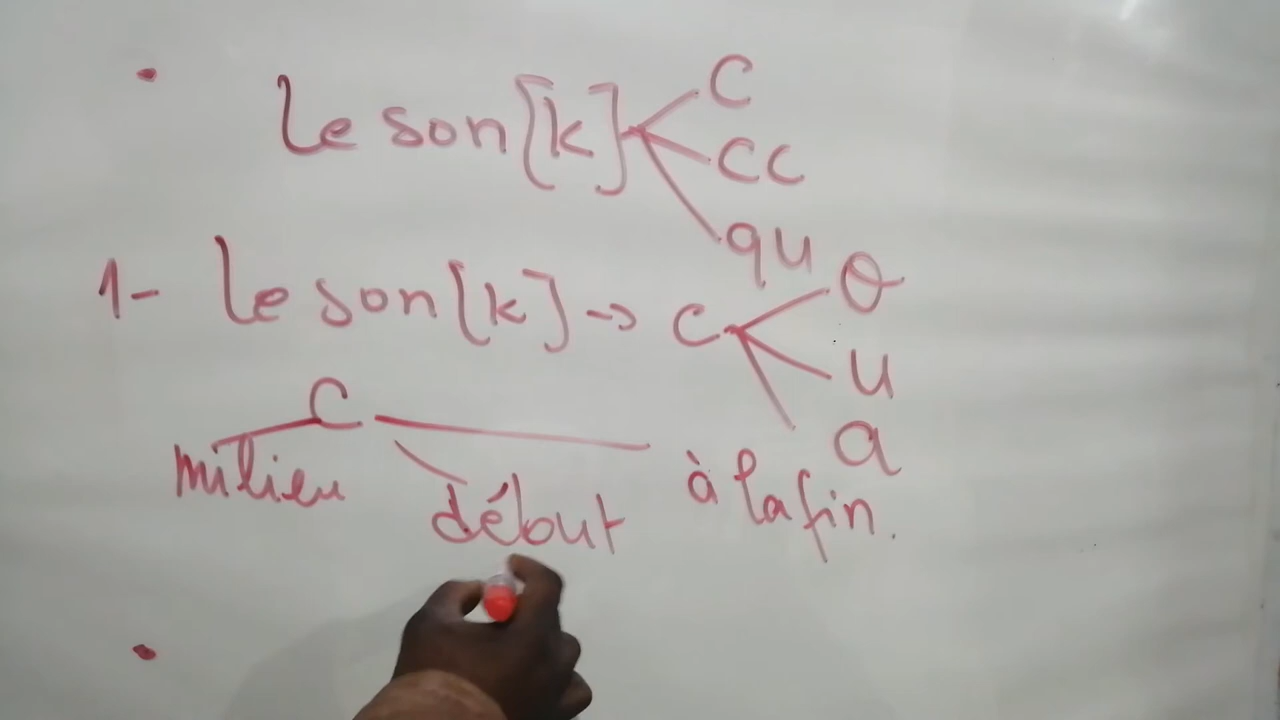 le son [k] c
cc
qu
1- le son [k] → c o
u
a
c
milieu début à la fin.